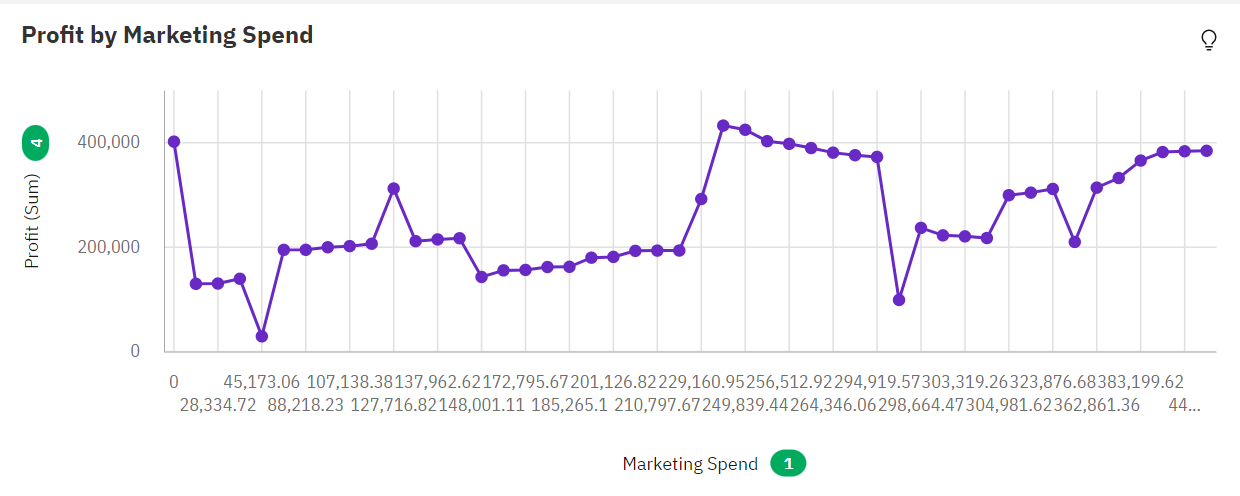 Profit by Marketing Spend
4
Profit (Sum)
400,000
200,000
0
0 45,173.06 107,138.38 137,962.62 172,795.67 201,126.82 229,160.95 256,512.92 294,919.57 303,319.26 323,876.68 383,199.62
28,334.72 88,218.23 127,716.82 148,001.11 185,265.1 210,797.67 249,839.44 264,346.06 298,664.47 304,981.62 362,861.36 44...
Marketing Spend 1